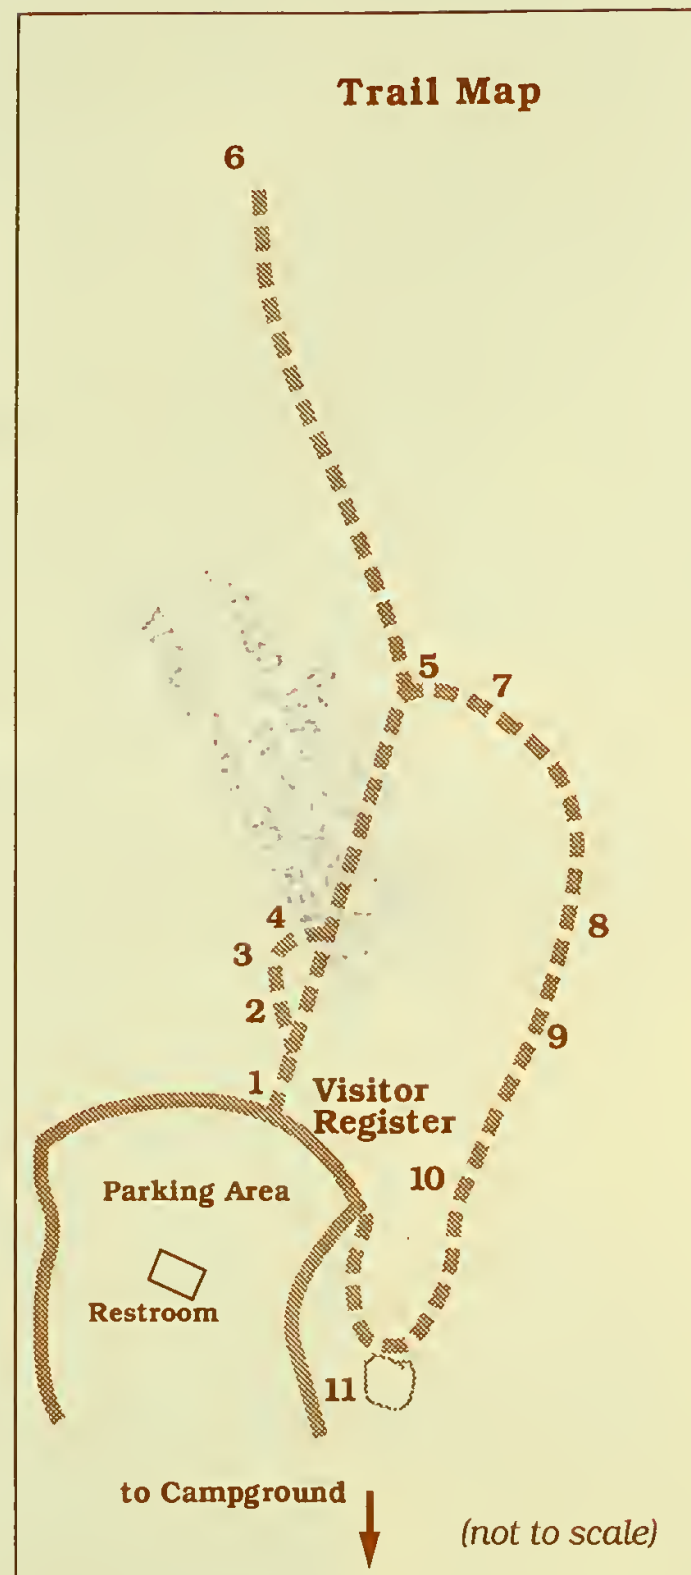 Trail Map
6
5
7
4
3
8
2
9
1
Visitor
Register
10
Parking Area
Restroom
11
to Campground
(not to scale)